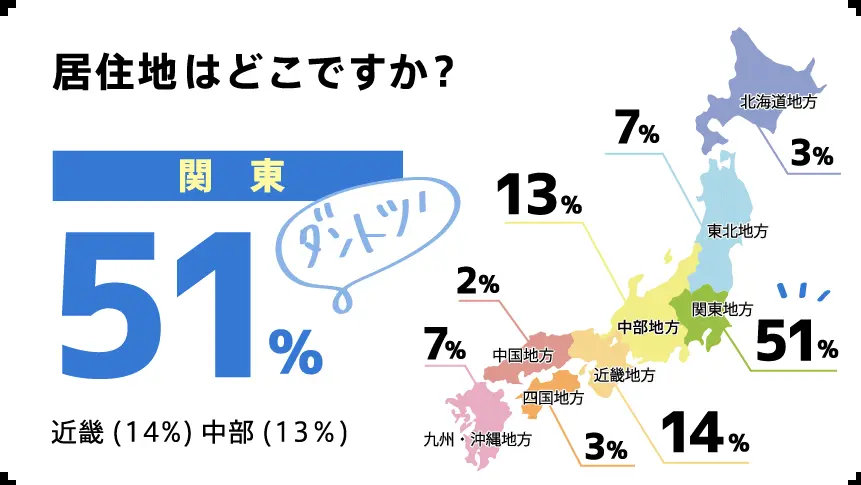 居住地はどこですか?
関東
51%
ダントツ!
近畿(14%)中部(13%)
北海道地方
3%
7%
東北地方
13%
中部地方
関東地方
51%
2%
中国地方
7%
近畿地方
四国地方
九州・沖縄地方
3%
14%